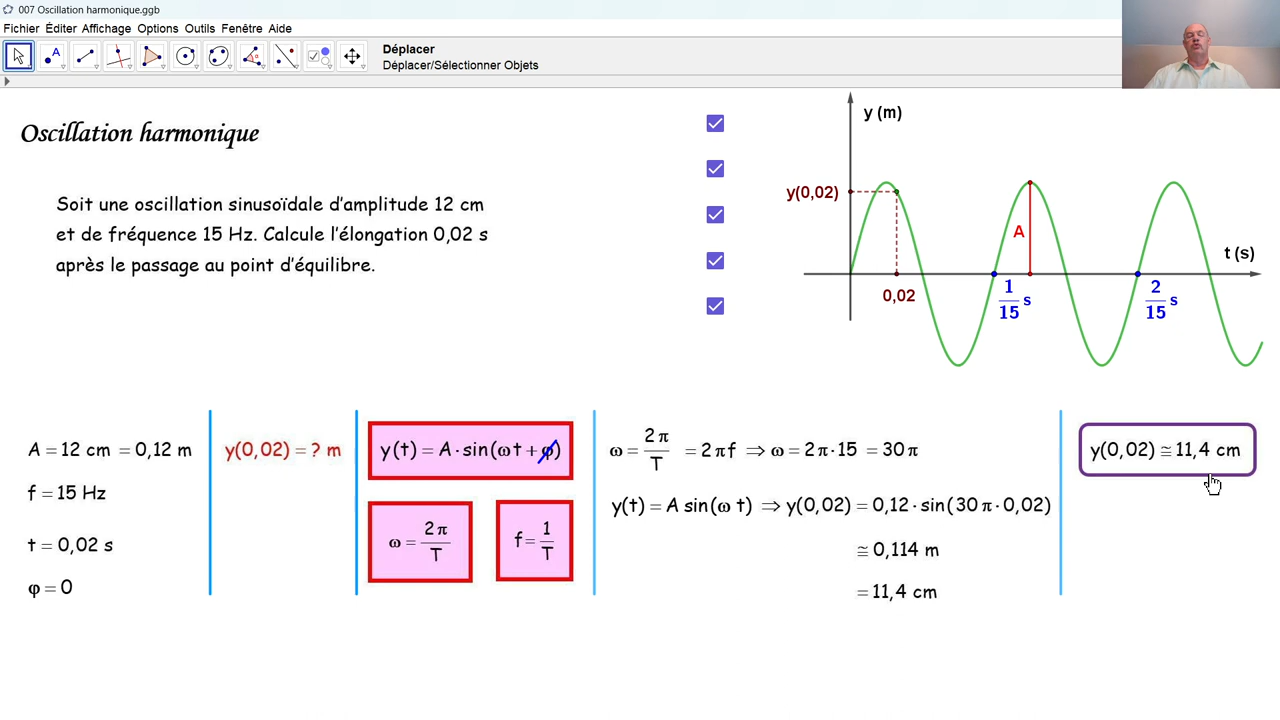 007 Oscillation harmonique.ggb
Fichier Éditer Affichage Options Outils Fenêtre Aide
A
Déplacer
Déplacer/Sélectionner Objets
Oscillation harmonique
Soit une oscillation sinusoïdale d'amplitude 12 cm
et de fréquence 15 Hz. Calcule l'élongation 0,02 s
après le passage au point d'équilibre.
y (m)
y(0,02)
A
t (s)
0,02
1/15 s
2/15 s
A = 12 cm = 0,12 m
f = 15 Hz
t = 0,02 s
φ = 0
y(0,02) = ? m
y(t) = A · sin(ωt + φ)
ω = 2π/T
f = 1/T
ω = 2π/T = 2πf ⇒ ω = 2π · 15 = 30π
y(t) = A sin(ω t) ⇒ y(0,02) = 0,12 · sin(30π · 0,02)
≅ 0,114 m
= 11,4 cm
y(0,02) ≅ 11,4 cm